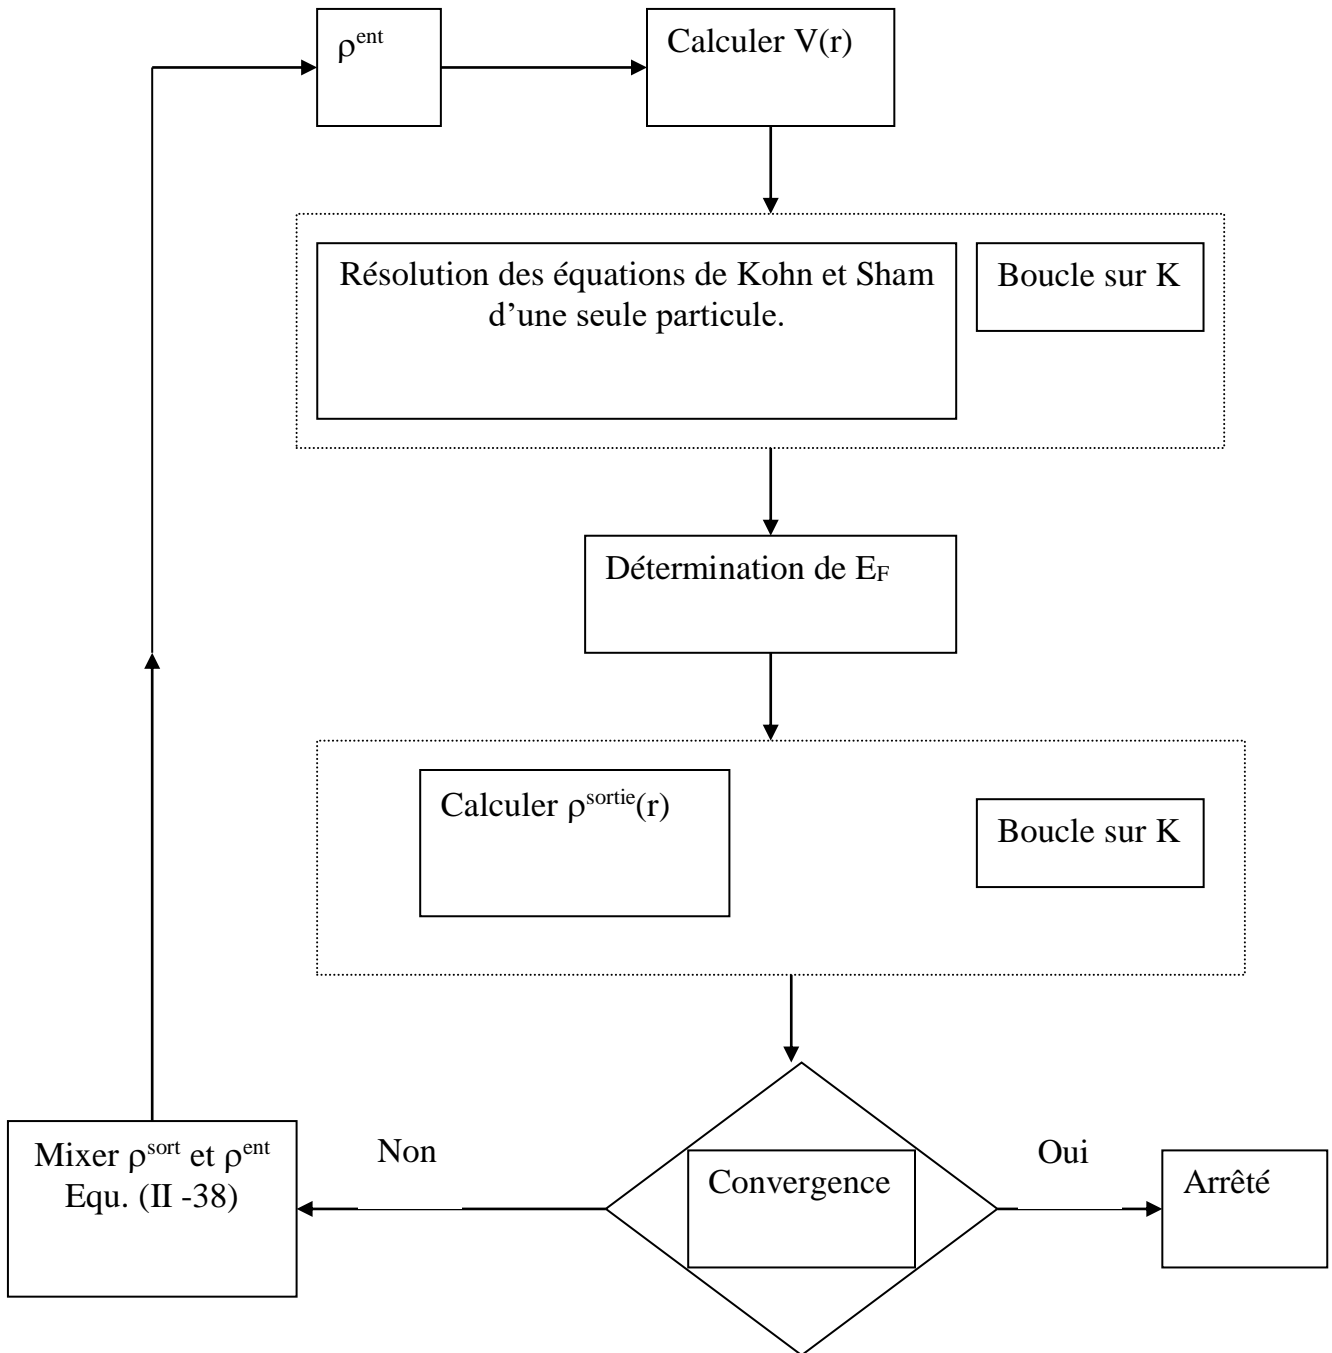 ρ^ent
Calculer V(r)
Résolution des équations de Kohn et Sham
d’une seule particule.
Boucle sur K
Détermination de E_F
Calculer ρ^sortie(r)
Boucle sur K
Mixer ρ^sort et ρ^ent
Equ. (II -38)
Non
Convergence
Oui
Arrêté